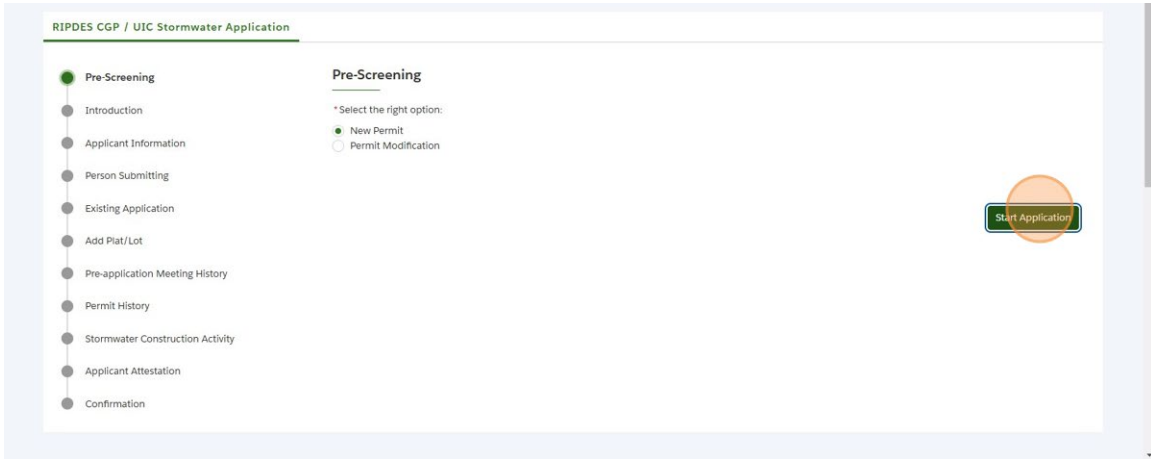 RIPDES CGP / UIC Stormwater Application
Pre-Screening
Introduction
Applicant Information
Person Submitting
Existing Application
Add Plat/Lot
Pre-application Meeting History
Permit History
Stormwater Construction Activity
Applicant Attestation
Confirmation
Pre-Screening
*Select the right option:
New Permit
Permit Modification
Start Application